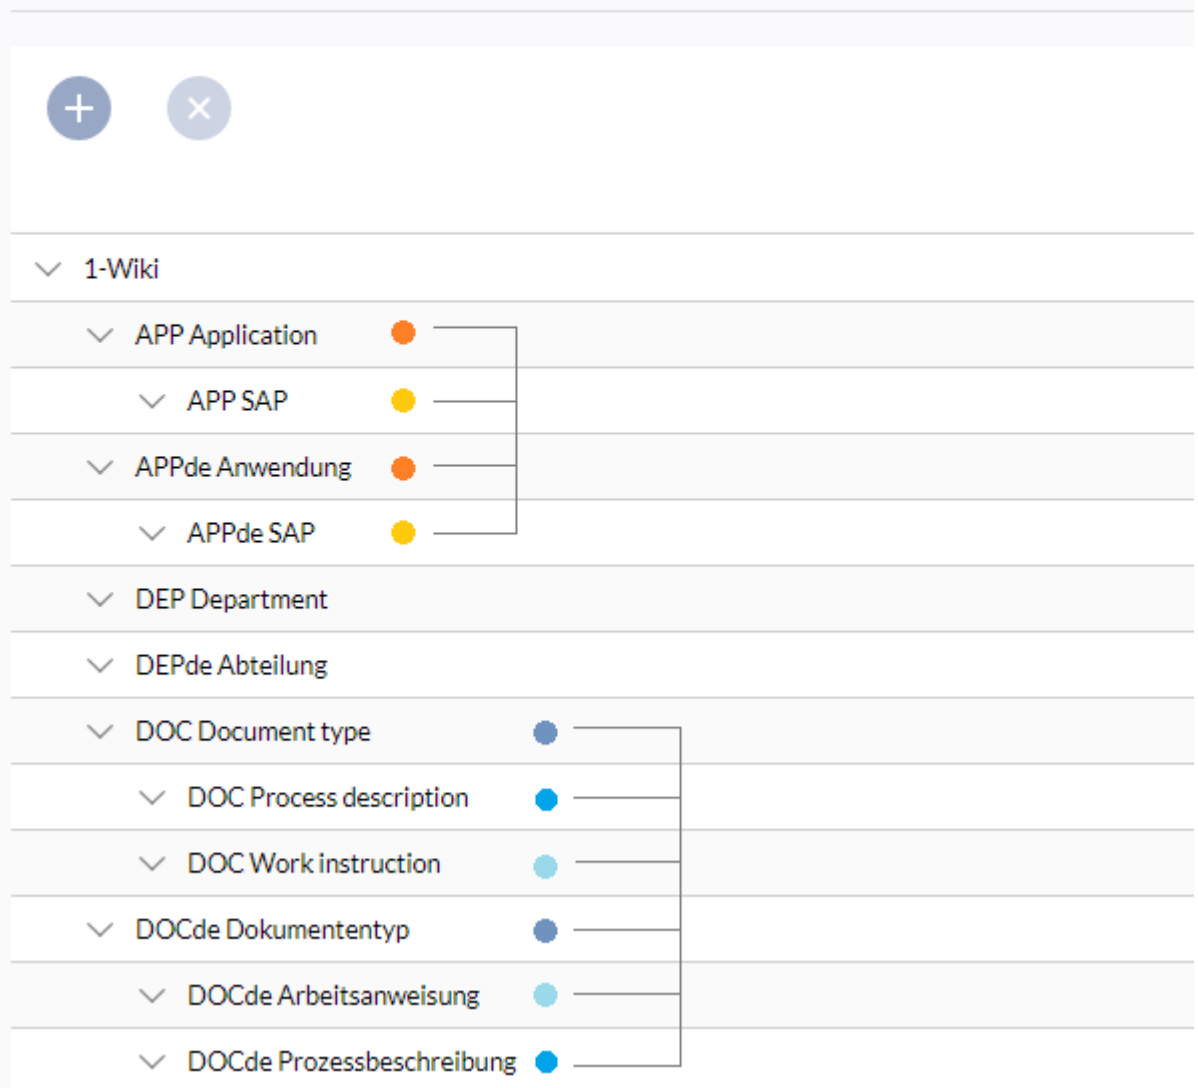 1-Wiki
APP Application
APP SAP
APPde Anwendung
APPde SAP
DEP Department
DEPde Abteilung
DOC Document type
DOC Process description
DOC Work instruction
DOCde Dokumententyp
DOCde Arbeitsanweisung
DOCde Prozessbeschreibung